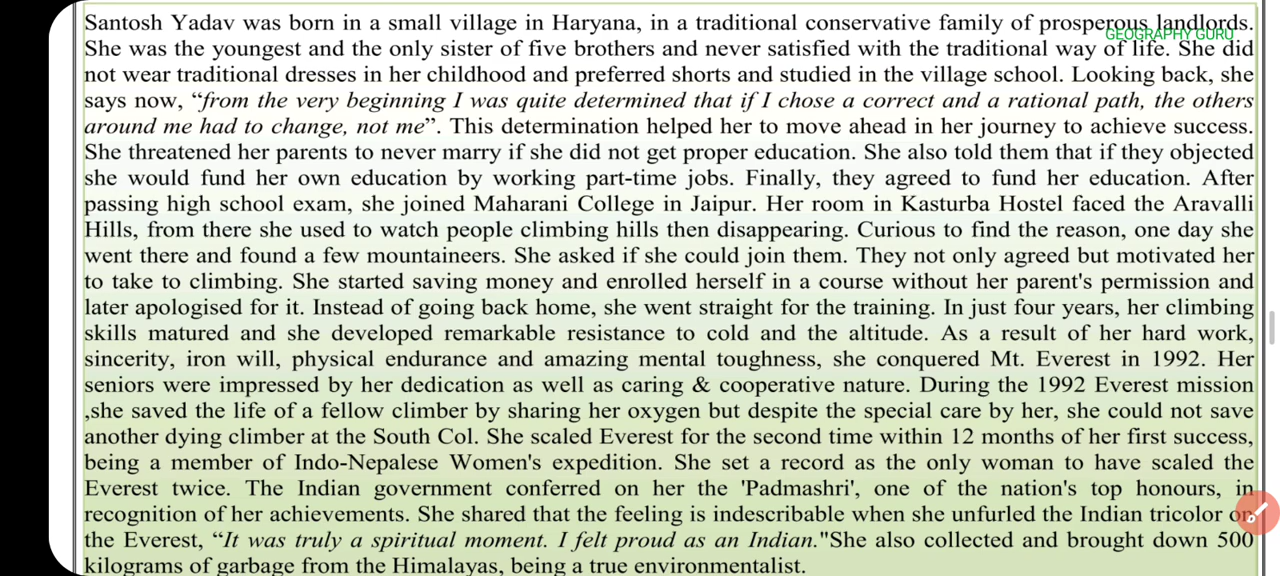 Santosh Yadav was born in a small village in Haryana, in a traditional conservative family of prosperous landlords.
GEOGRAPHY GURU
She was the youngest and the only sister of five brothers and never satisfied with the traditional way of life. She did
not wear traditional dresses in her childhood and preferred shorts and studied in the village school. Looking back, she
says now, “from the very beginning I was quite determined that if I chose a correct and a rational path, the others
around me had to change, not me”. This determination helped her to move ahead in her journey to achieve success.
She threatened her parents to never marry if she did not get proper education. She also told them that if they objected
she would fund her own education by working part-time jobs. Finally, they agreed to fund her education. After
passing high school exam, she joined Maharani College in Jaipur. Her room in Kasturba Hostel faced the Aravalli
Hills, from there she used to watch people climbing hills then disappearing. Curious to find the reason, one day she
went there and found a few mountaineers. She asked if she could join them. They not only agreed but motivated her
to take to climbing. She started saving money and enrolled herself in a course without her parent's permission and
later apologised for it. Instead of going back home, she went straight for the training. In just four years, her climbing
skills matured and she developed remarkable resistance to cold and the altitude. As a result of her hard work,
sincerity, iron will, physical endurance and amazing mental toughness, she conquered Mt. Everest in 1992. Her
seniors were impressed by her dedication as well as caring & cooperative nature. During the 1992 Everest mission
,she saved the life of a fellow climber by sharing her oxygen but despite the special care by her, she could not save
another dying climber at the South Col. She scaled Everest for the second time within 12 months of her first success,
being a member of Indo-Nepalese Women's expedition. She set a record as the only woman to have scaled the
Everest twice. The Indian government conferred on her the 'Padmashri', one of the nation's top honours, in
recognition of her achievements. She shared that the feeling is indescribable when she unfurled the Indian tricolor on
the Everest, “It was truly a spiritual moment. I felt proud as an Indian."She also collected and brought down 500
kilograms of garbage from the Himalayas, being a true environmentalist.